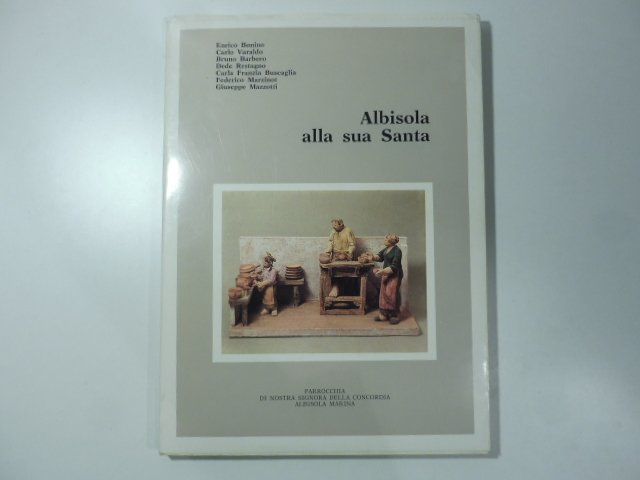 Enrico Bonino
Carlo Varaldo
Bruno Barbero
Dede Restagno
Carla Franzia Buscaglia
Federico Marzinot
Giuseppe Mazzotti
Albisola
alla sua Santa
PARROCCHIA
DI NOSTRA SIGNORA DELLA CONCORDIA
ALBISOLA MARINA